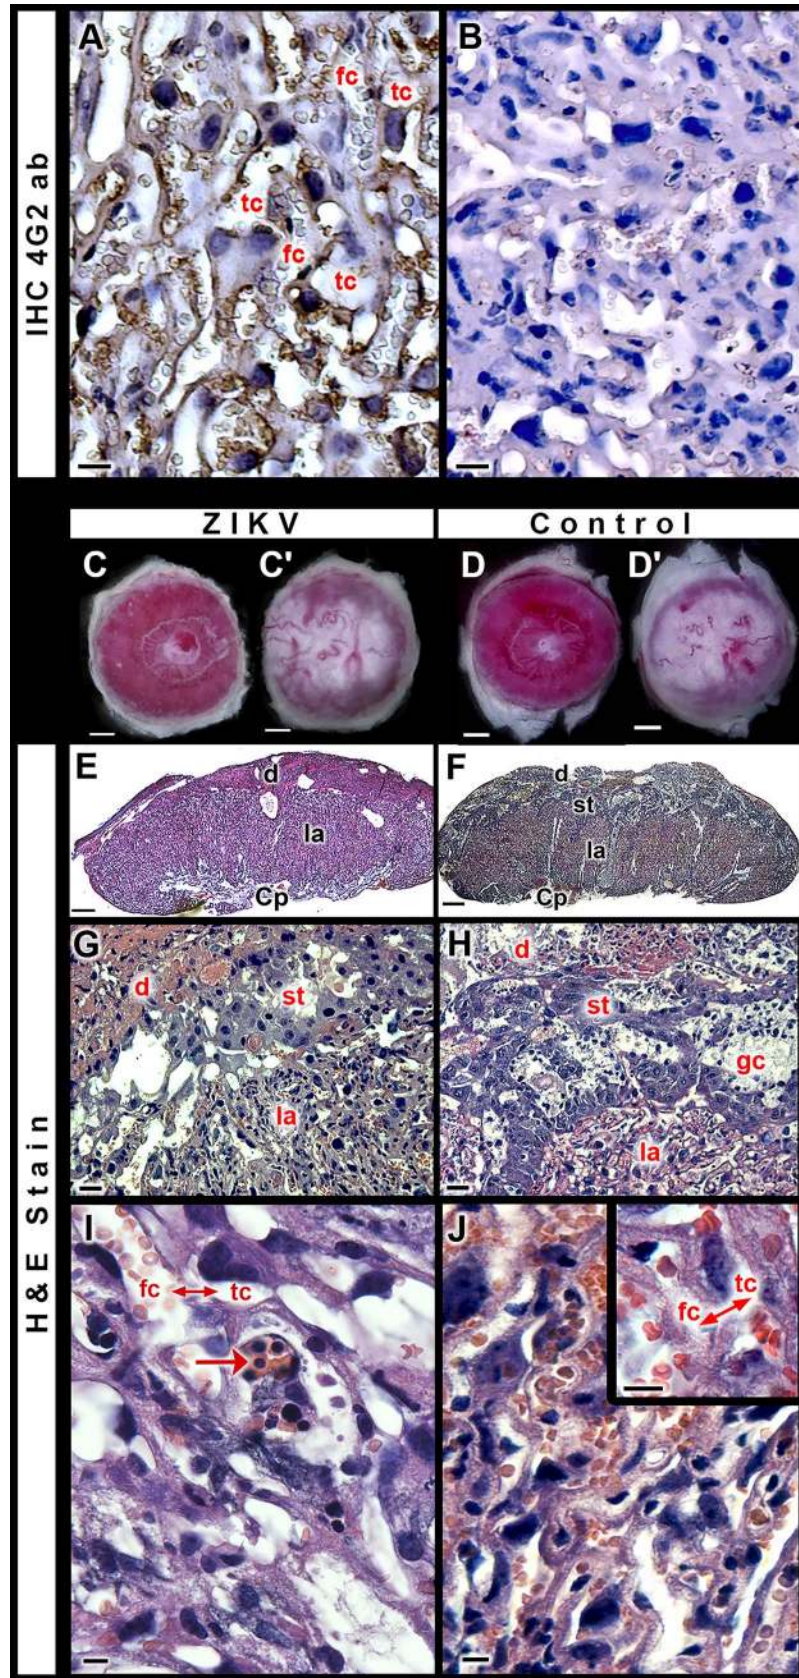 IHC 4G2 ab
A
fc
tc
tc
fc
tc
B
ZIKV
Control
C
C'
D
D'
H&E Stain
E
d
la
Cp
F
d
st
la
Cp
G
d
st
la
H
d
st
gc
la
I
fc
tc
J
tc
fc